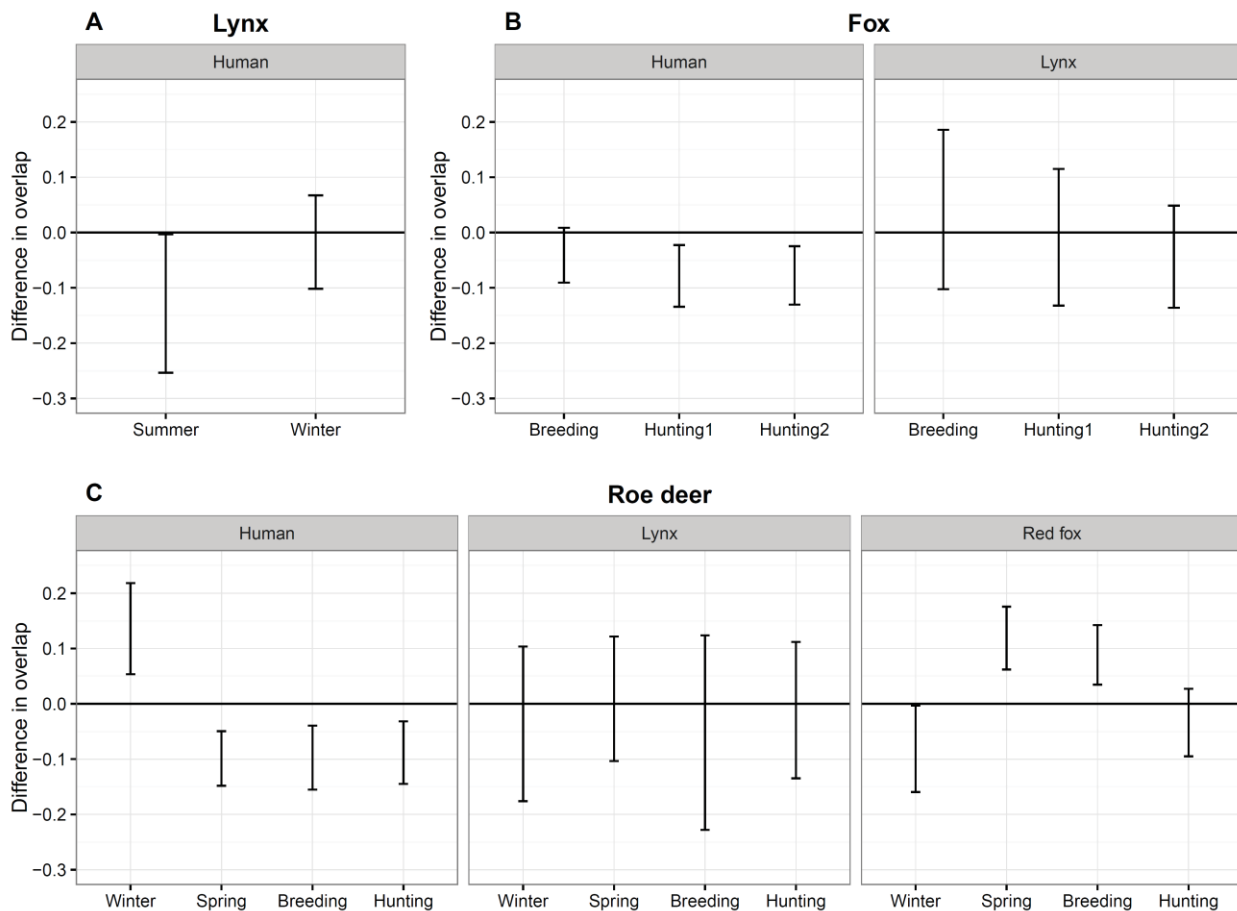 A Lynx B Fox
Human Human Lynx
Difference in overlap
0.2
0.1
0.0
−0.1
−0.2
−0.3
Summer Winter
Difference in overlap
0.2
0.1
0.0
−0.1
−0.2
−0.3
Breeding Hunting1 Hunting2 Breeding Hunting1 Hunting2
C Roe deer
Human Lynx Red fox
Difference in overlap
0.2
0.1
0.0
−0.1
−0.2
−0.3
Winter Spring Breeding Hunting Winter Spring Breeding Hunting Winter Spring Breeding Hunting